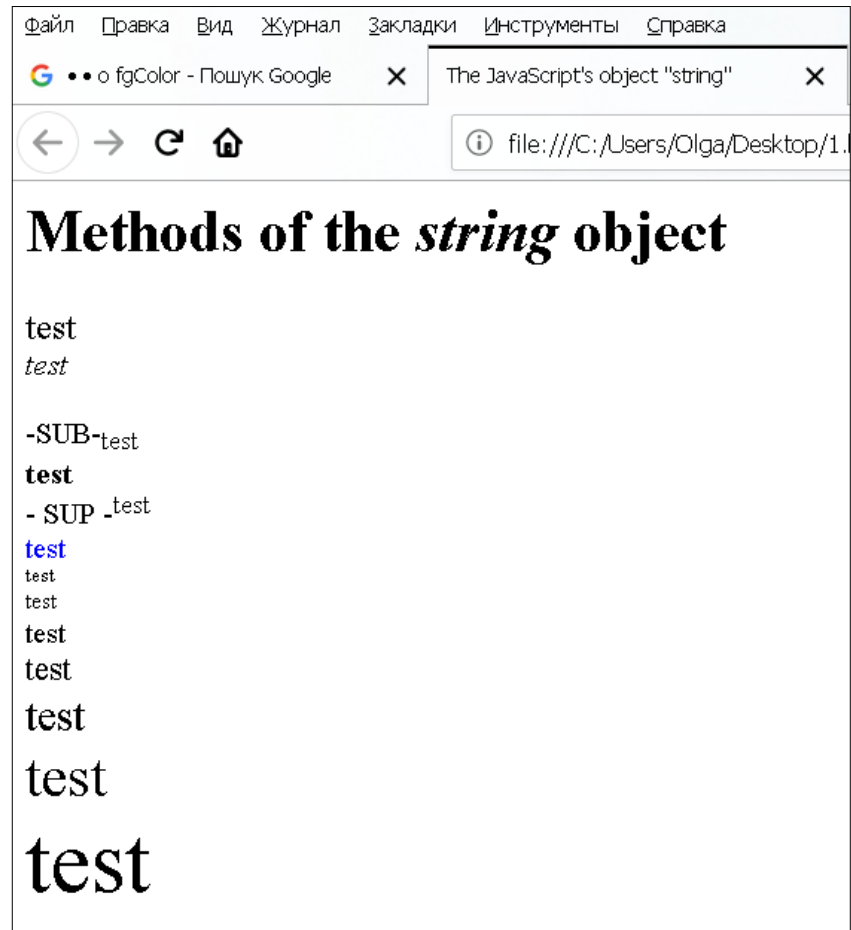 Файл Правка Вид Журнал Закладки Инструменты Справка
G •• o fgColor - Пошук Google
The JavaScript's object "string"
file:///C:/Users/Olga/Desktop/1.
Methods of the string object
test
test
-SUB-test
test
- SUP -test
test
test
test
test
test
test
test
test